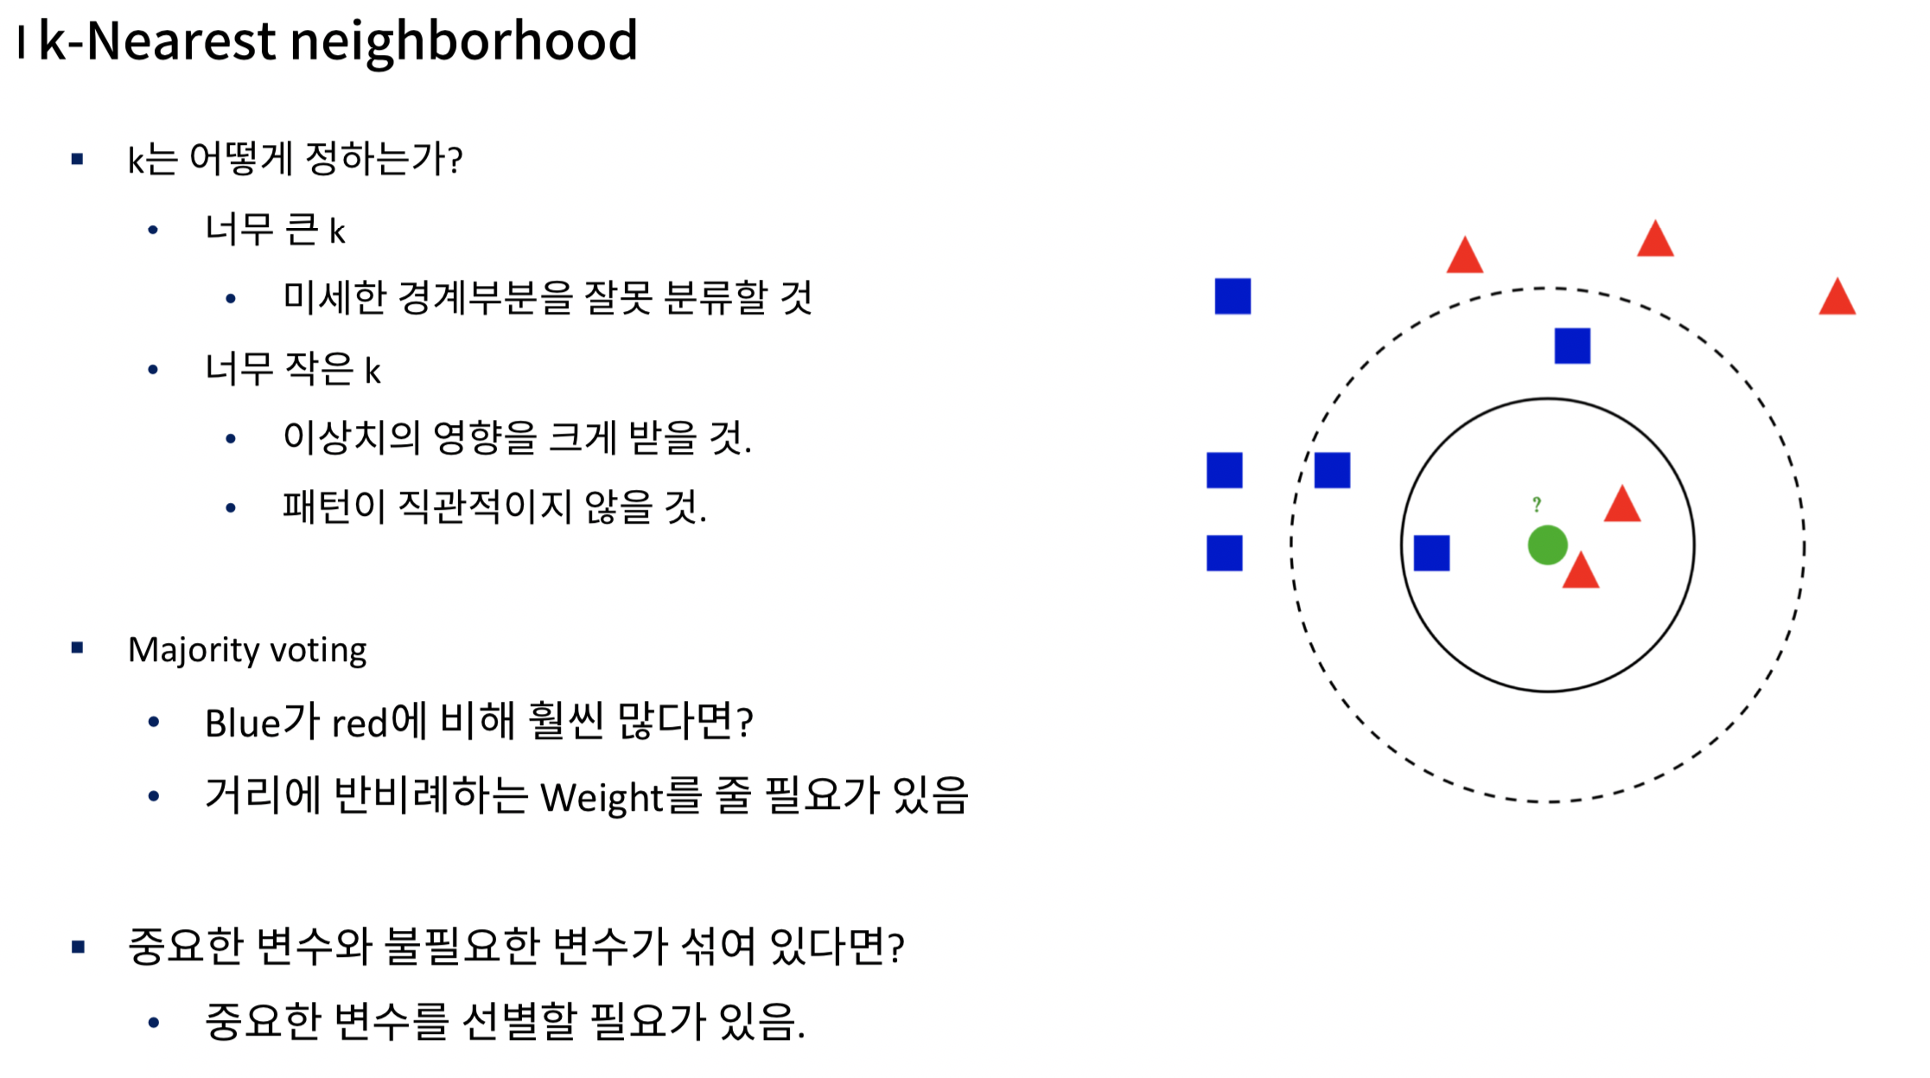 k-Nearest neighborhood
k는 어떻게 정하는가?
너무 큰 k
미세한 경계부분을 잘못 분류할 것
너무 작은 k
이상치의 영향을 크게 받을 것.
패턴이 직관적이지 않을 것.
Majority voting
Blue가 red에 비해 훨씬 많다면?
거리에 반비례하는 Weight를 줄 필요가 있음
중요한 변수와 불필요한 변수가 섞여 있다면?
중요한 변수를 선별할 필요가 있음.
?